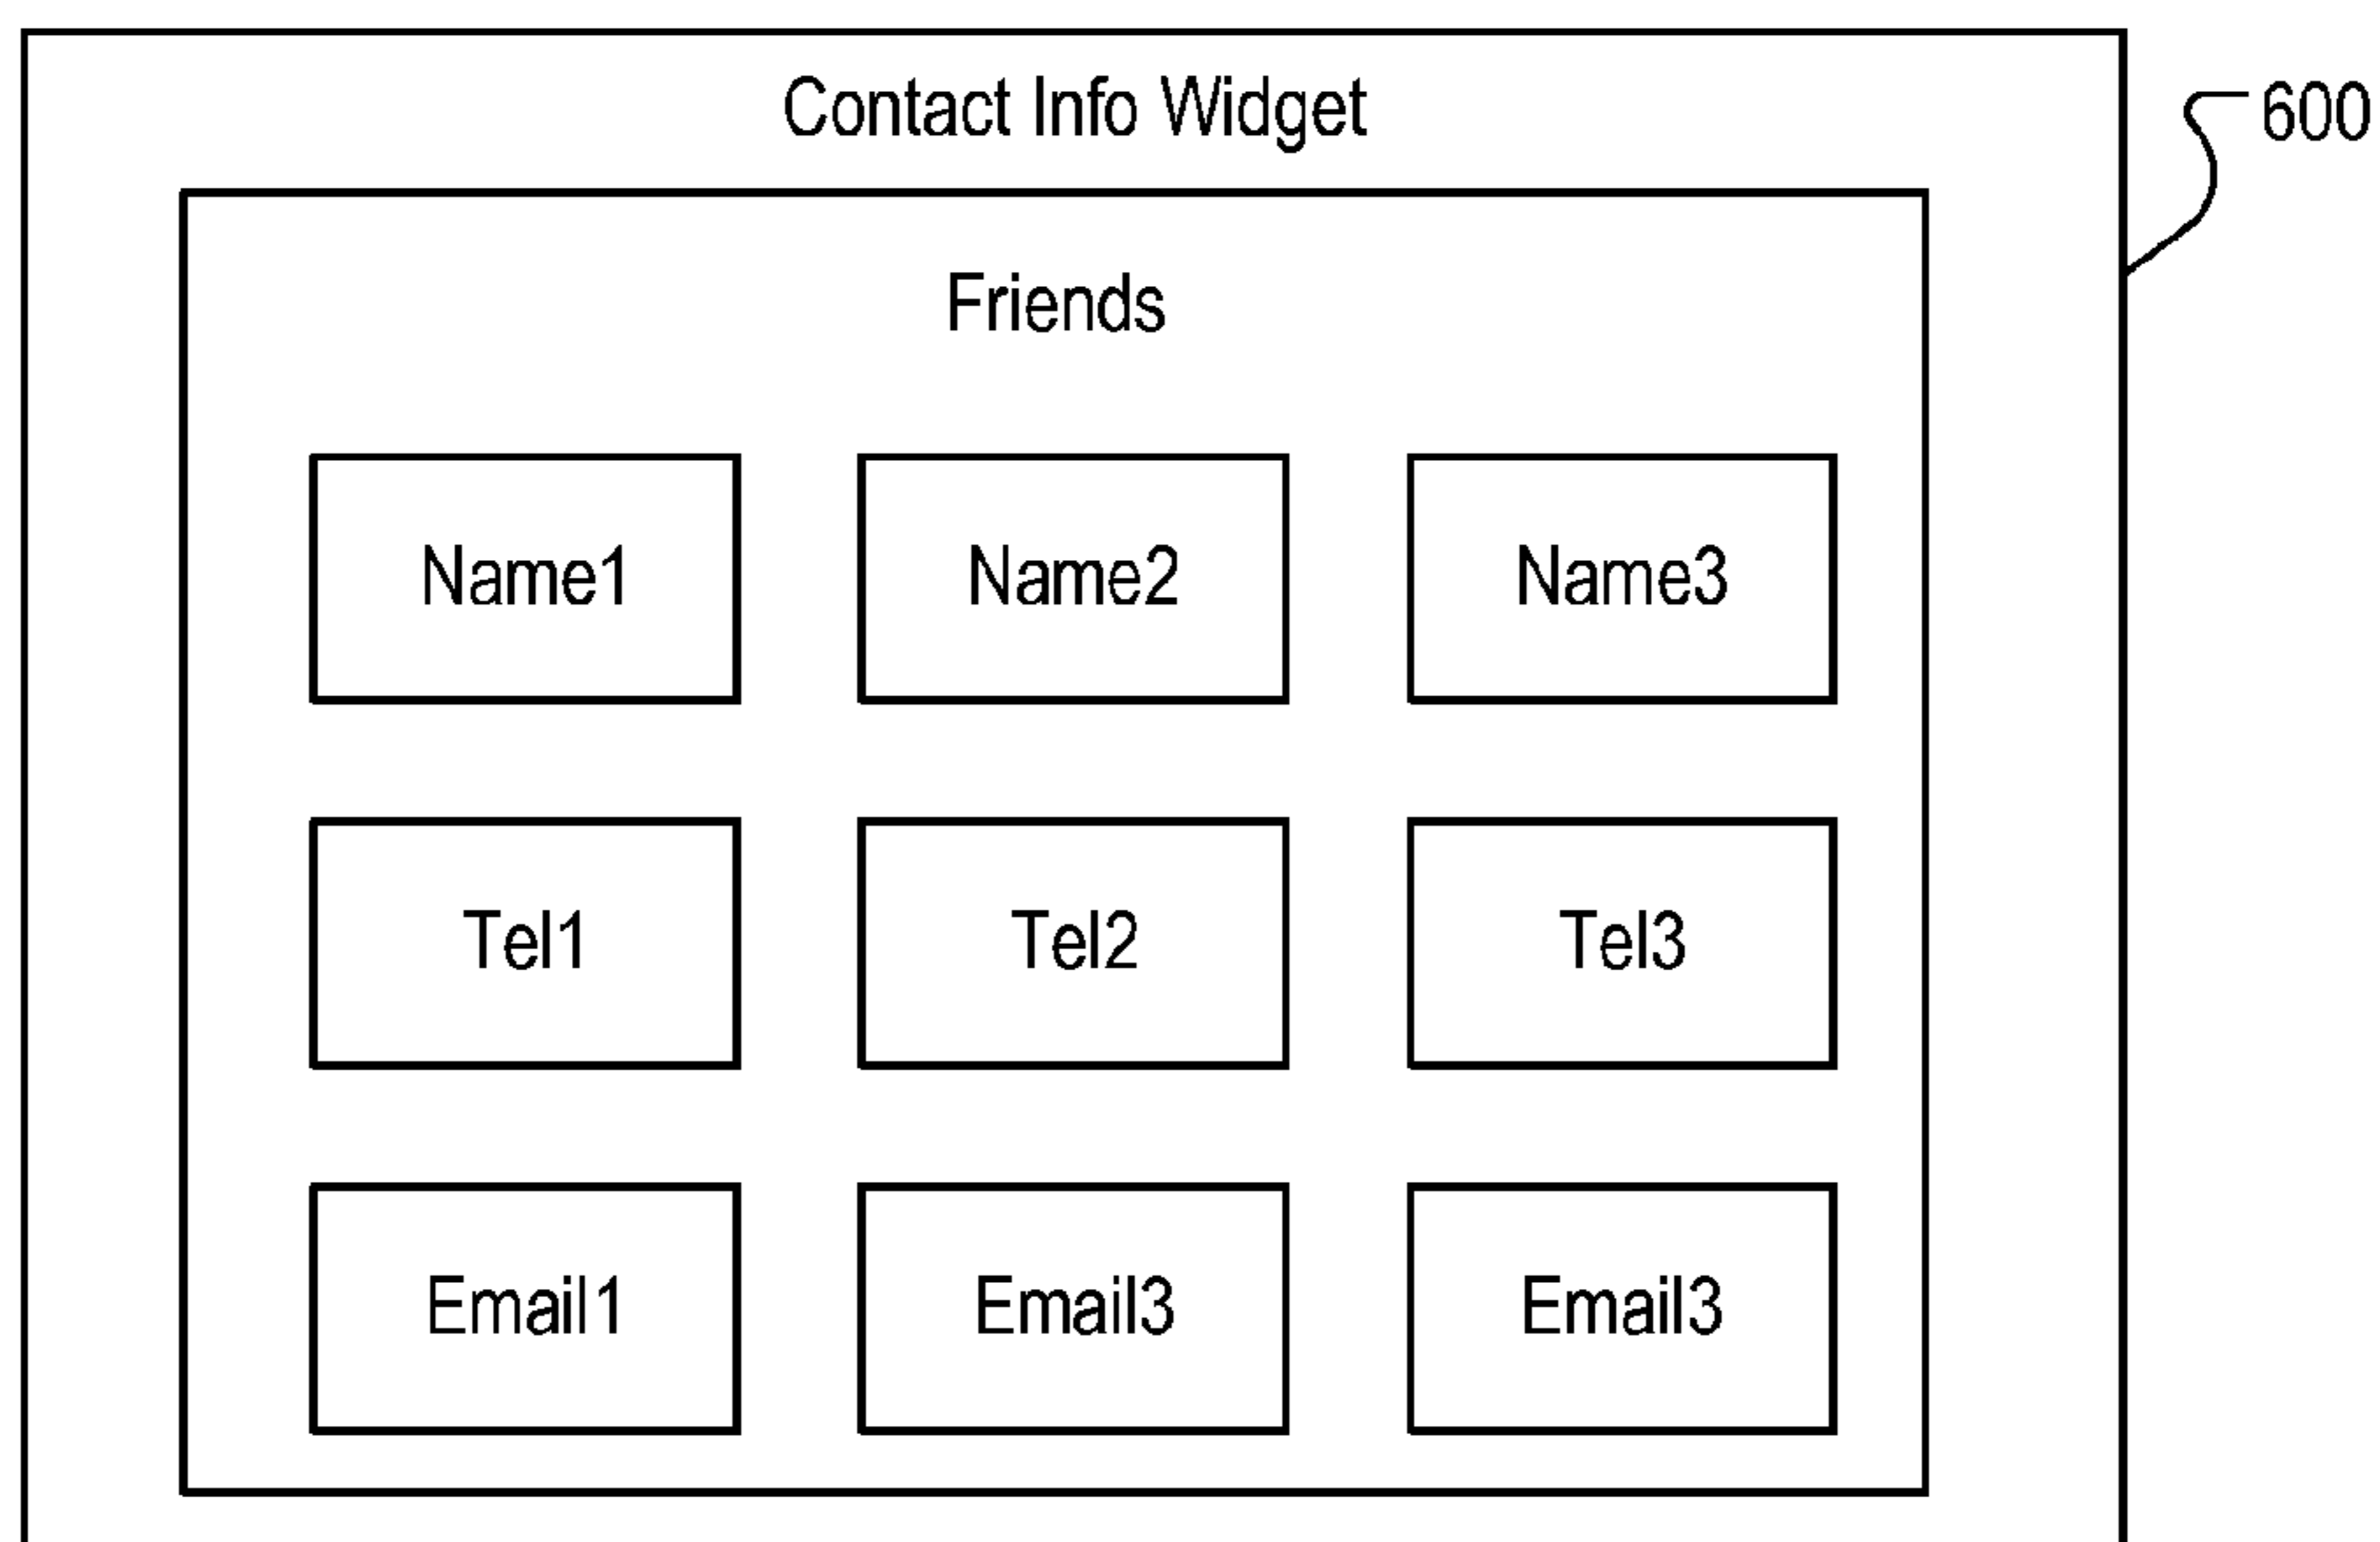 Contact Info Widget
600
Friends
Name1 Name2 Name3
Tel1 Tel2 Tel3
Email1 Email3 Email3